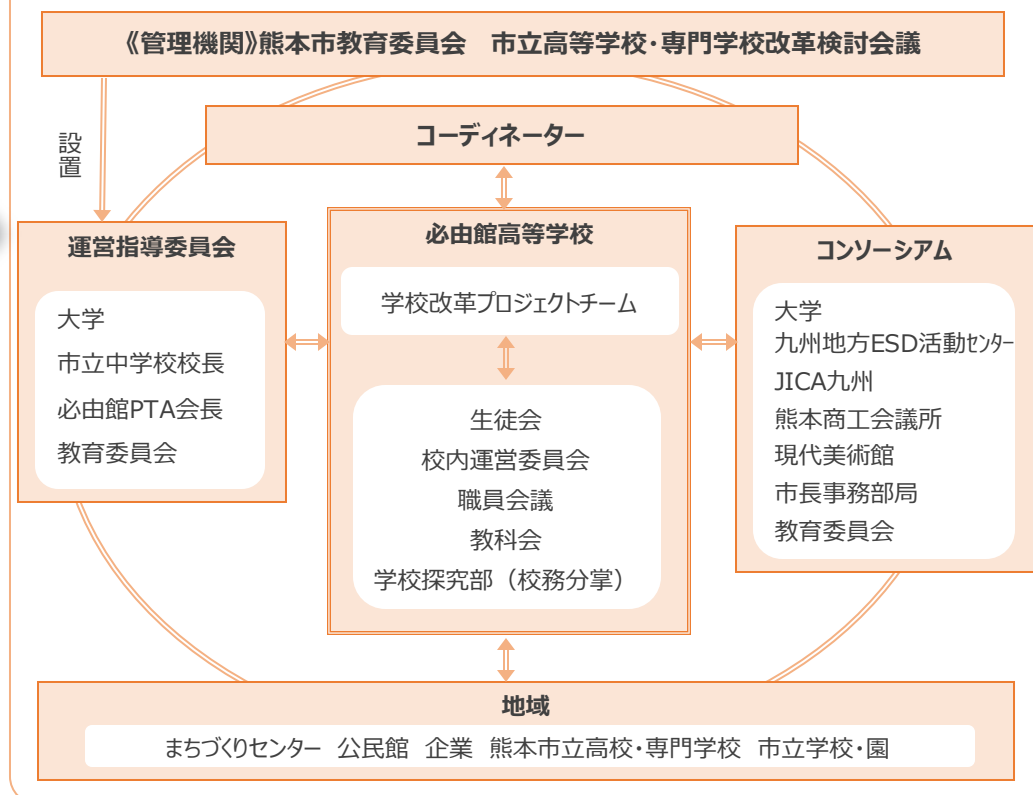 《管理機関》熊本市教育委員会　市立高等学校・専門学校改革検討会議
設置
コーディネーター
運営指導委員会
大学
市立中学校校長
必由館PTA会長
教育委員会
必由館高等学校
学校改革プロジェクトチーム
生徒会
校内運営委員会
職員会議
教科会
学校探究部（校務分掌）
コンソーシアム
大学
九州地方ESD活動センター
JICA九州
熊本商工会議所
現代美術館
市長事務部局
教育委員会
地域
まちづくりセンター　公民館　企業　熊本市立高校・専門学校　市立学校・園